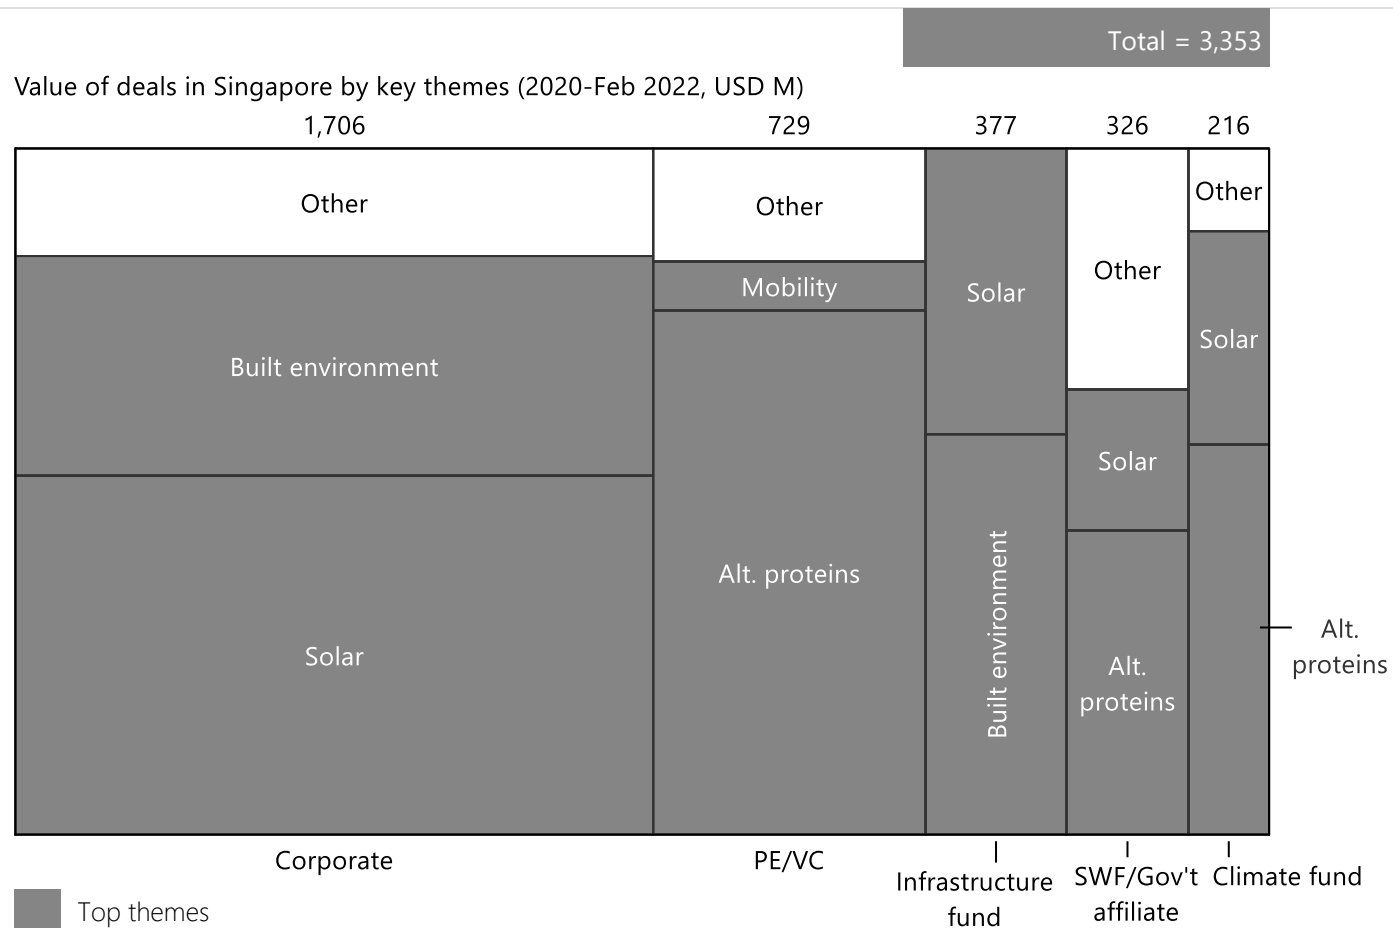 Total = 3,353
Value of deals in Singapore by key themes (2020-Feb 2022, USD M)
1,706
729
377
326
216
Other
Built environment
Solar
Other
Mobility
Alt. proteins
Solar
Built environment
Other
Solar
Alt.
proteins
Other
Solar
Alt.
proteins
Corporate
PE/VC
Infrastructure
fund
SWF/Gov't
affiliate
Climate fund
Top themes